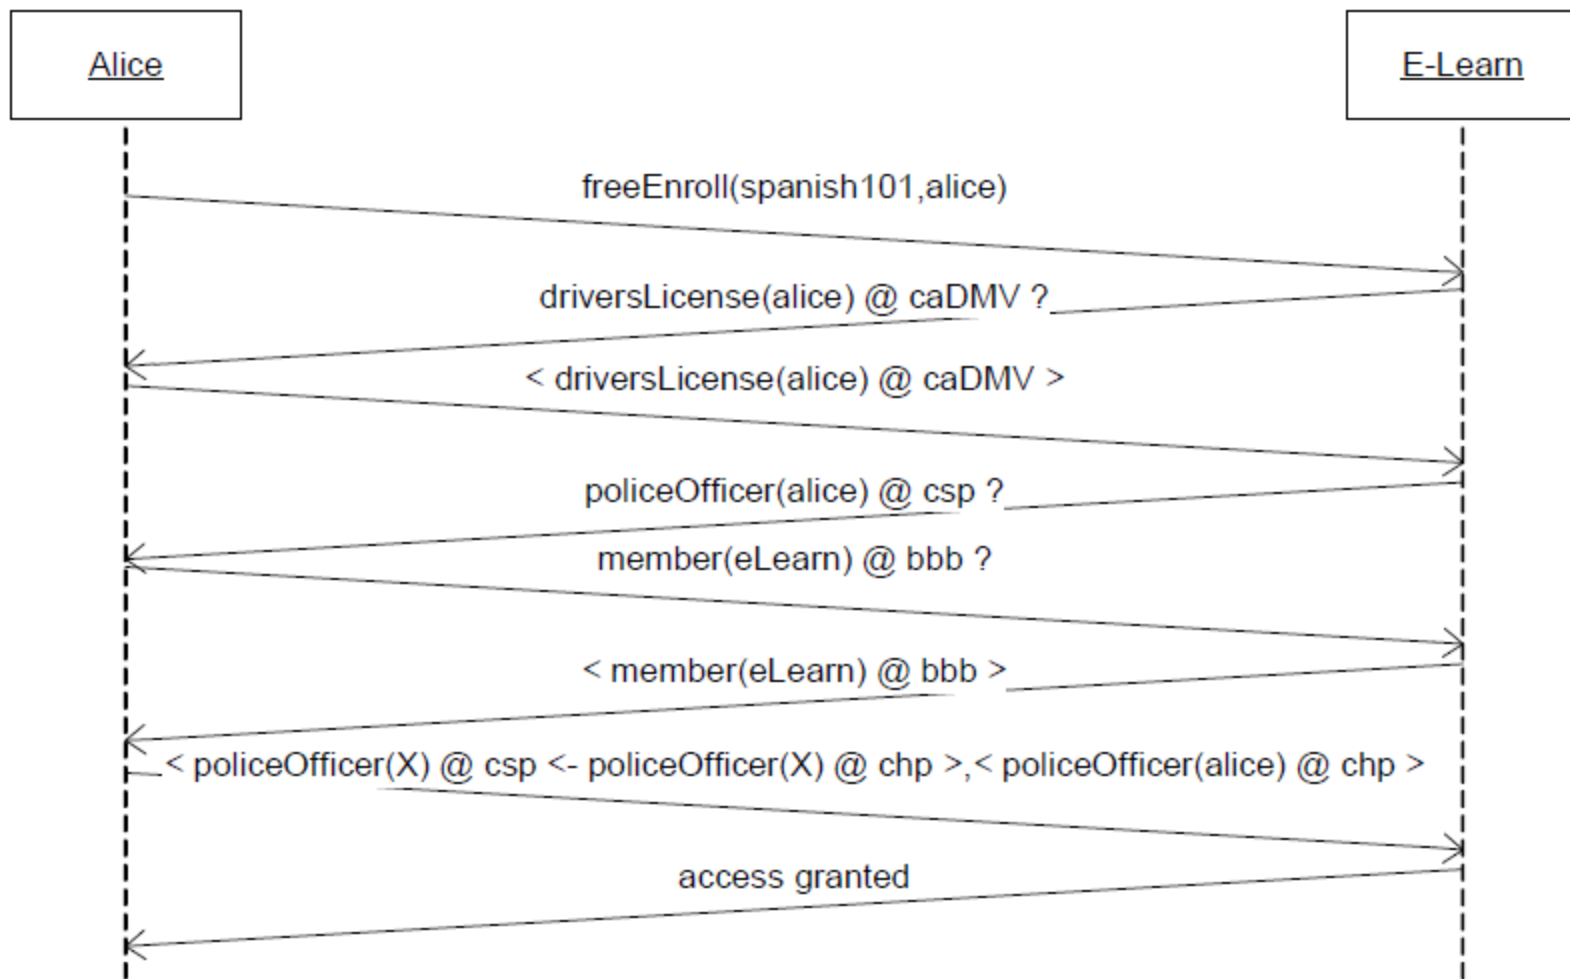 Alice
E-Learn
freeEnroll(spanish101,alice)
driversLicense(alice) @ caDMV ?
< driversLicense(alice) @ caDMV >
policeOfficer(alice) @ csp ?
member(eLearn) @ bbb ?
< member(eLearn) @ bbb >
< policeOfficer(X) @ csp <- policeOfficer(X) @ chp >,< policeOfficer(alice) @ chp >
access granted